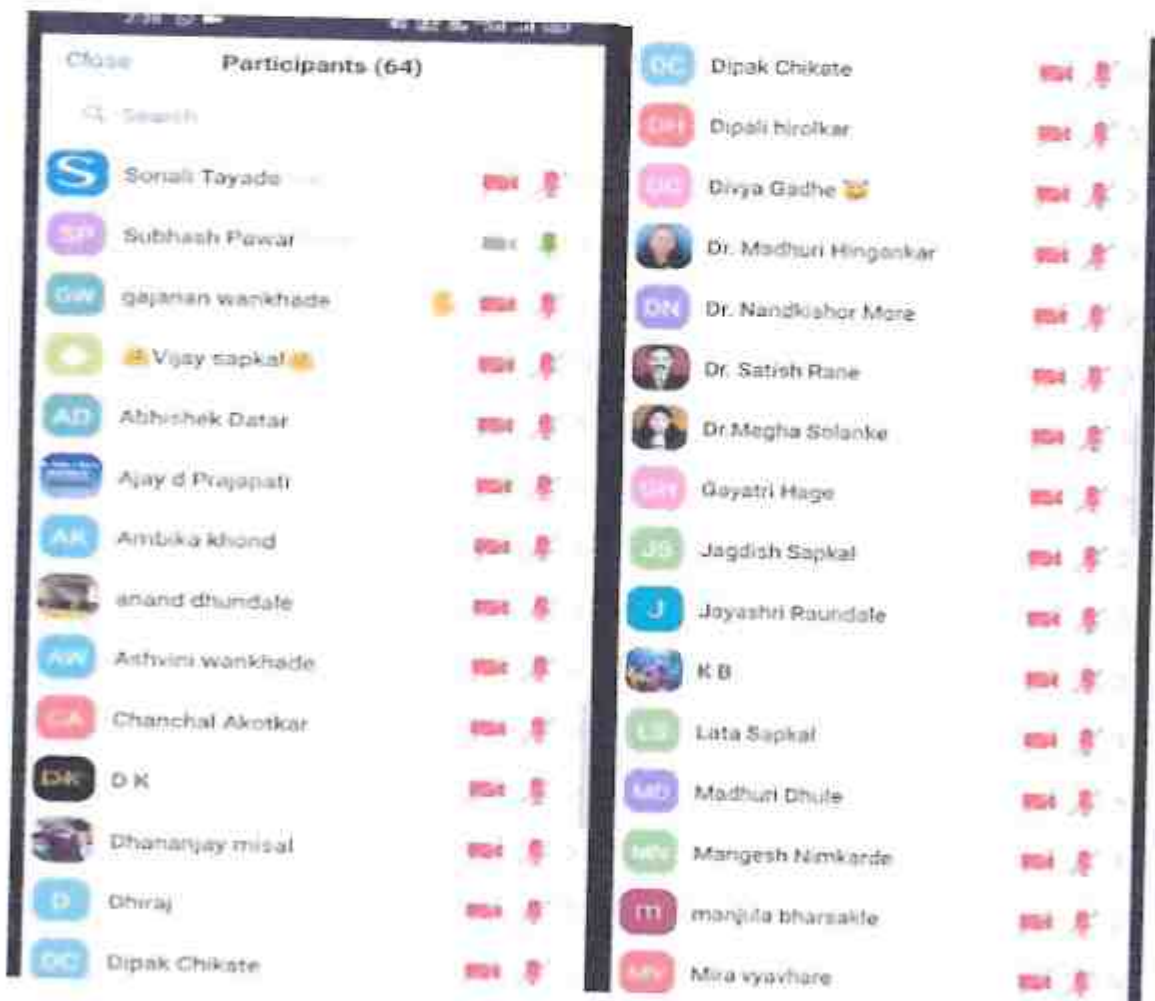 Close
Participants (64)
Search
S
Sonali Tayade
SP
Subhash Pawar
GW
gajanan wankhade
🤗Vijay sapkal🤗
AD
Abhishek Datar
Ajay d Prajapati
AK
Ambika khond
anand dhundale
AW
Ashvini wankhade
CA
Chanchal Akotkar
DK
D K
Dhananjay misal
D
Dhiraj
DC
Dipak Chikate
DC
Dipak Chikate
DH
Dipali hirolkar
DG
Divya Gadhe
Dr. Madhuri Hingankar
DN
Dr. Nandkishor More
Dr. Satish Rane
Dr.Megha Solanke
GH
Gayatri Hage
JS
Jagdish Sapkal
J
Jayashri Raundale
K B
LS
Lata Sapkal
MD
Madhuri Dhule
MN
Mangesh Nimkarde
m
manjula bharsakle
MV
Mira vyavhare